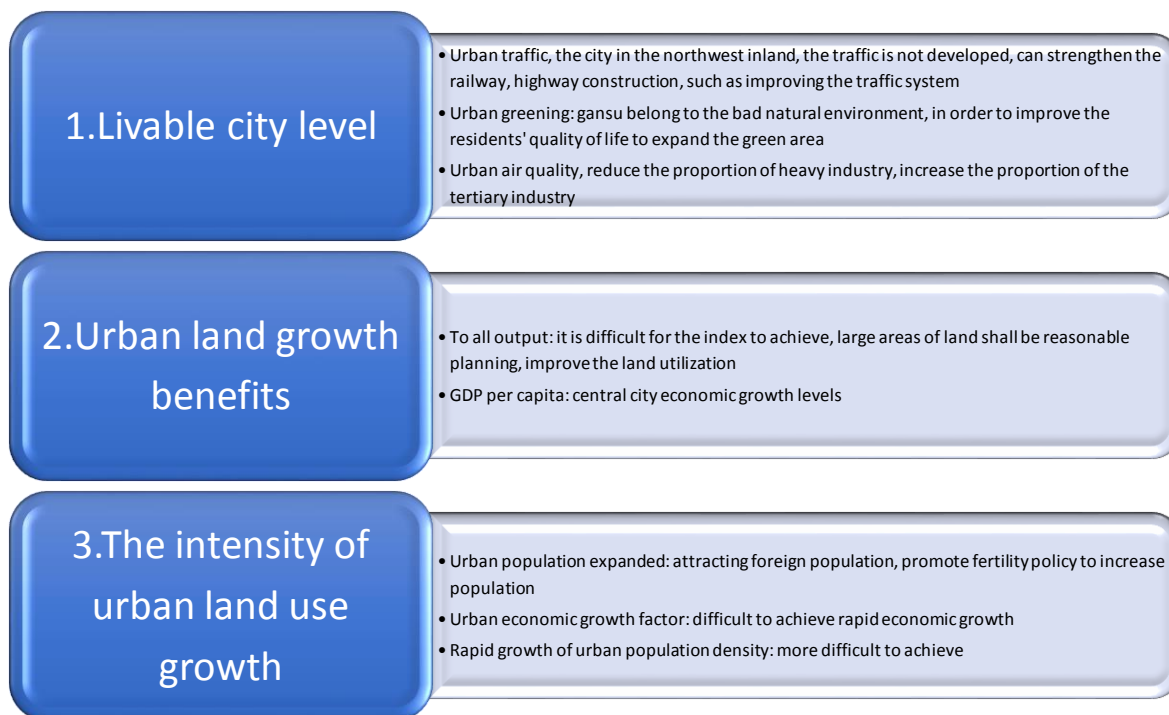 1.Livable city level
• Urban traffic, the city in the northwest inland, the traffic is not developed, can strengthen the
railway, highway construction, such as improving the traffic system
• Urban greening: gansu belong to the bad natural environment, in order to improve the
residents' quality of life to expand the green area
• Urban air quality, reduce the proportion of heavy industry, increase the proportion of the
tertiary industry
2.Urban land growth
benefits
• To all output: it is difficult for the index to achieve, large areas of land shall be reasonable
planning, improve the land utilization
• GDP per capita: central city economic growth levels
3.The intensity of
urban land use
growth
• Urban population expanded: attracting foreign population, promote fertility policy to increase
population
• Urban economic growth factor: difficult to achieve rapid economic growth
• Rapid growth of urban population density: more difficult to achieve